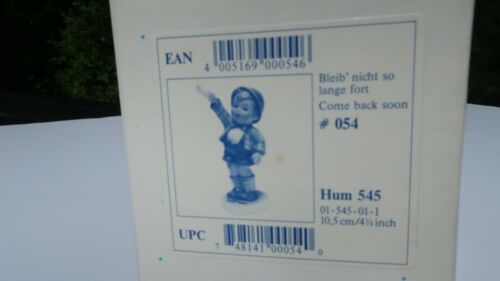 EAN
4 005169 000546
Bleib' nicht so
lange fort
Come back soon
# 054
Hum 545
01-545-01-1
10,5 cm/4¼ inch
UPC
7 48141 00054 0